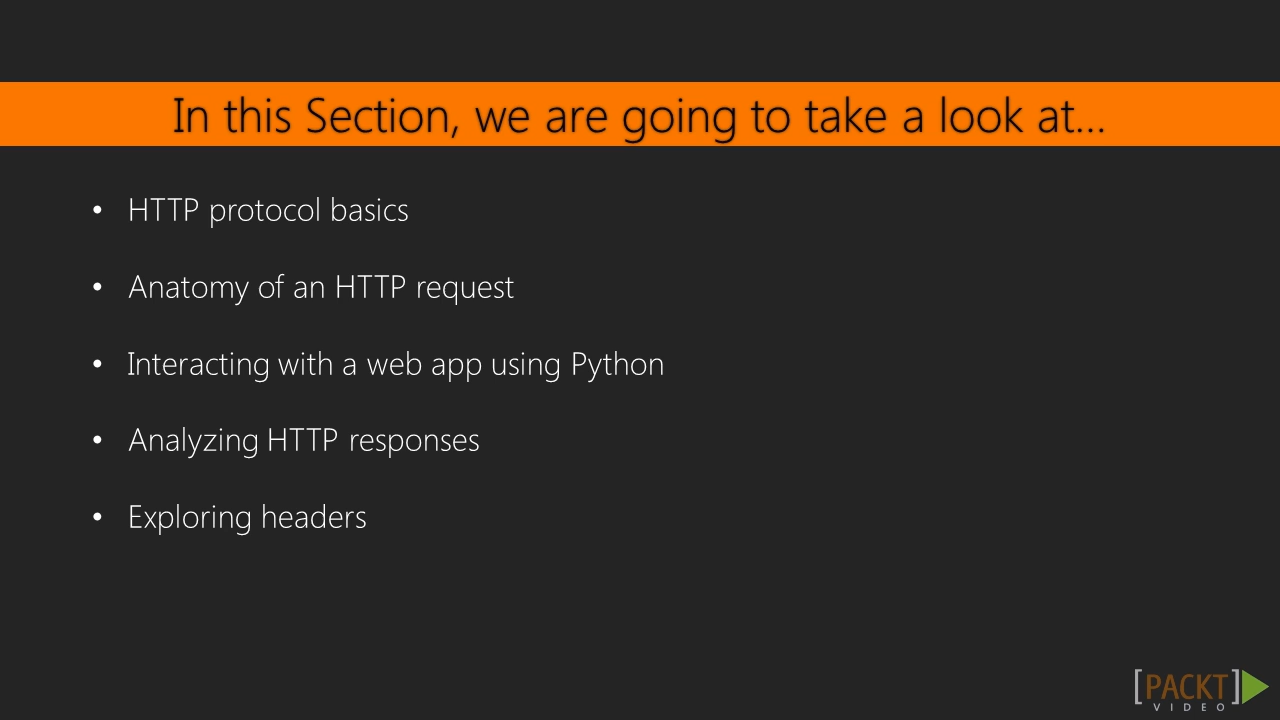 In this Section, we are going to take a look at...
• HTTP protocol basics
• Anatomy of an HTTP request
• Interacting with a web app using Python
• Analyzing HTTP responses
• Exploring headers
[PACKT]
VIDEO